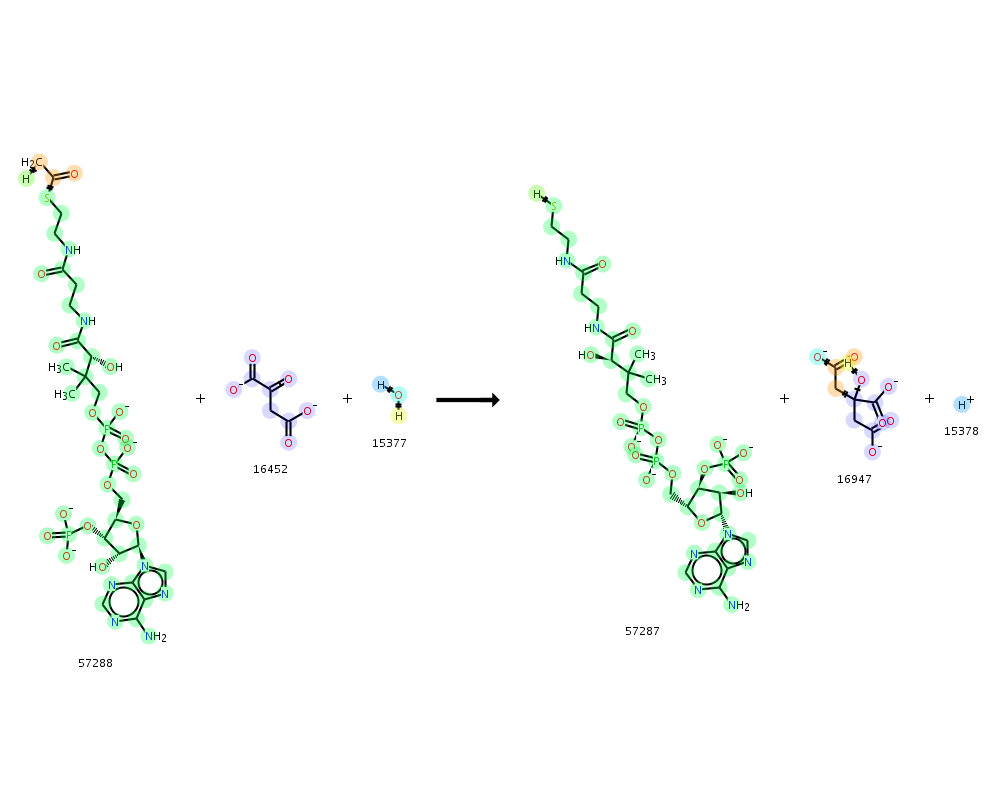 H₂C
O
H
S
NH
O
NH
O
OH
H₃C
H₃C
O
O⁻
P
O
O
O⁻
P
O
O
O⁻
O
P
O
O⁻
O
HO
N
N
N
N
NH₂
57288
+
O
O⁻
O
O⁻
O
16452
+
H
O
H
15377
H
S
HN
O
HN
O
HO
CH₃
CH₃
O
O
P
O⁻
O
O
P
O⁻
O
O⁻
P
O⁻
O
O
OH
O
N
N
N
N
NH₂
57287
+
O⁻
O
H
O
O⁻
O
O
O⁻
16947
+
H⁺
15378